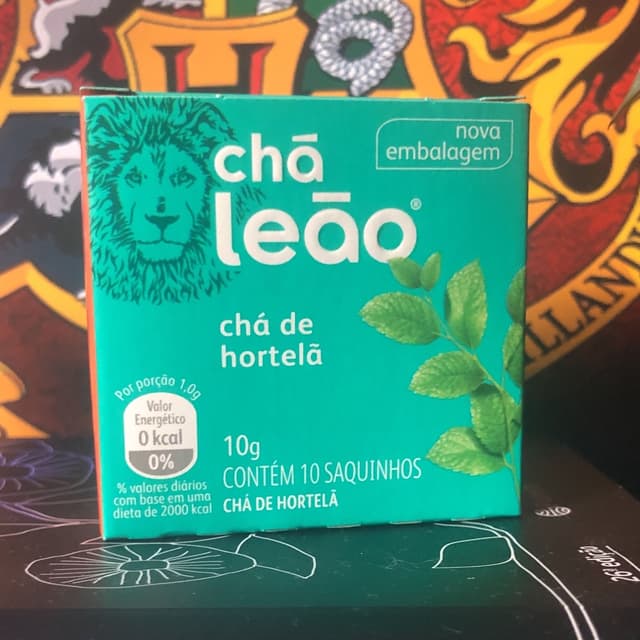 nova
embalagem
chá
leão®
chá de
hortelã
Por porção 1,0g
Valor
Energético
0 kcal
0%
% valores diários
com base em uma
dieta de 2000 kcal
10g
CONTÉM 10 SAQUINHOS
CHÁ DE HORTELÃ